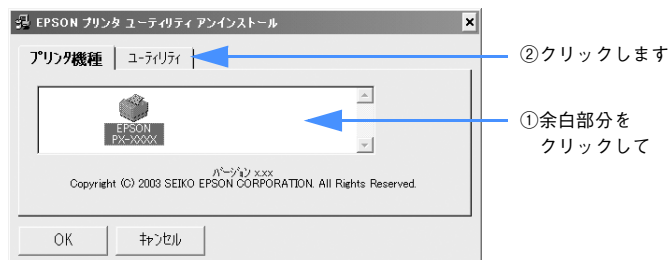 EPSON プリンタ ユーティリティ アンインストール
プリンタ機種
ユーティリティ
②クリックします
EPSON
PX-XXXX
①余白部分を
クリックして
バージョン x.xx
Copyright (C) 2003 SEIKO EPSON CORPORATION. All Rights Reserved.
OK
キャンセル